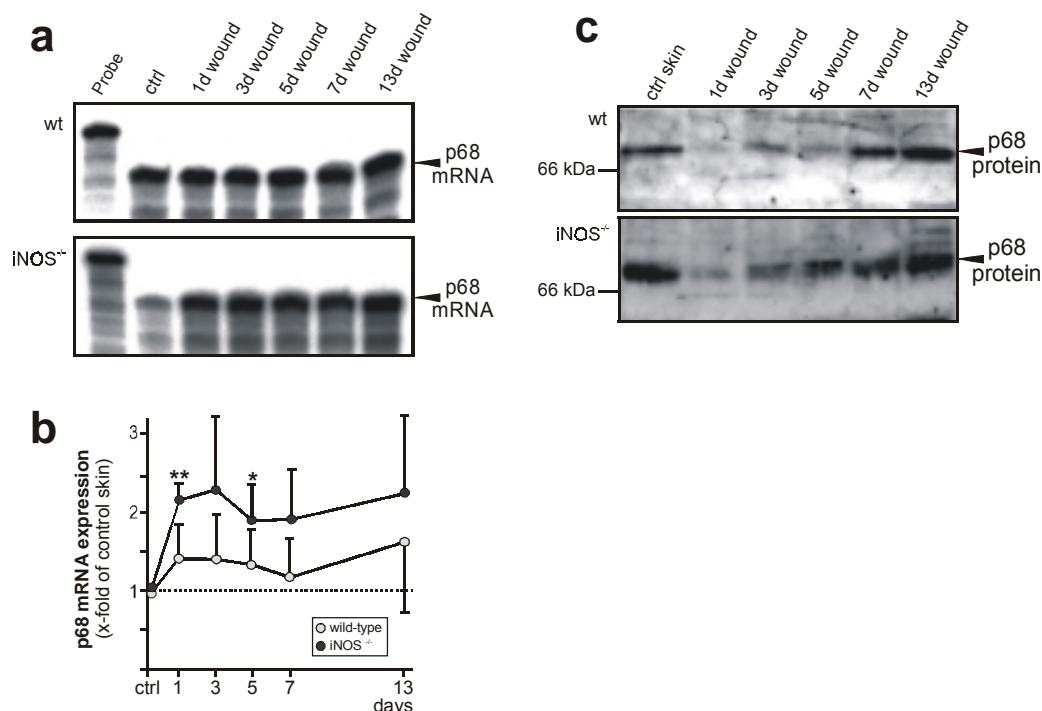 a
Probe
ctrl
1d wound
3d wound
5d wound
7d wound
13d wound
wt
p68
mRNA
iNOS-/-
p68
mRNA
b
p68 mRNA expression
(x-fold of control skin)
3
2
1
**
*
wild-type
iNOS -/-
ctrl 1 3 5 7 13
days
c
ctrl skin
1d wound
3d wound
5d wound
7d wound
13d wound
wt
66 kDa
p68
protein
iNOS-/-
66 kDa
p68
protein